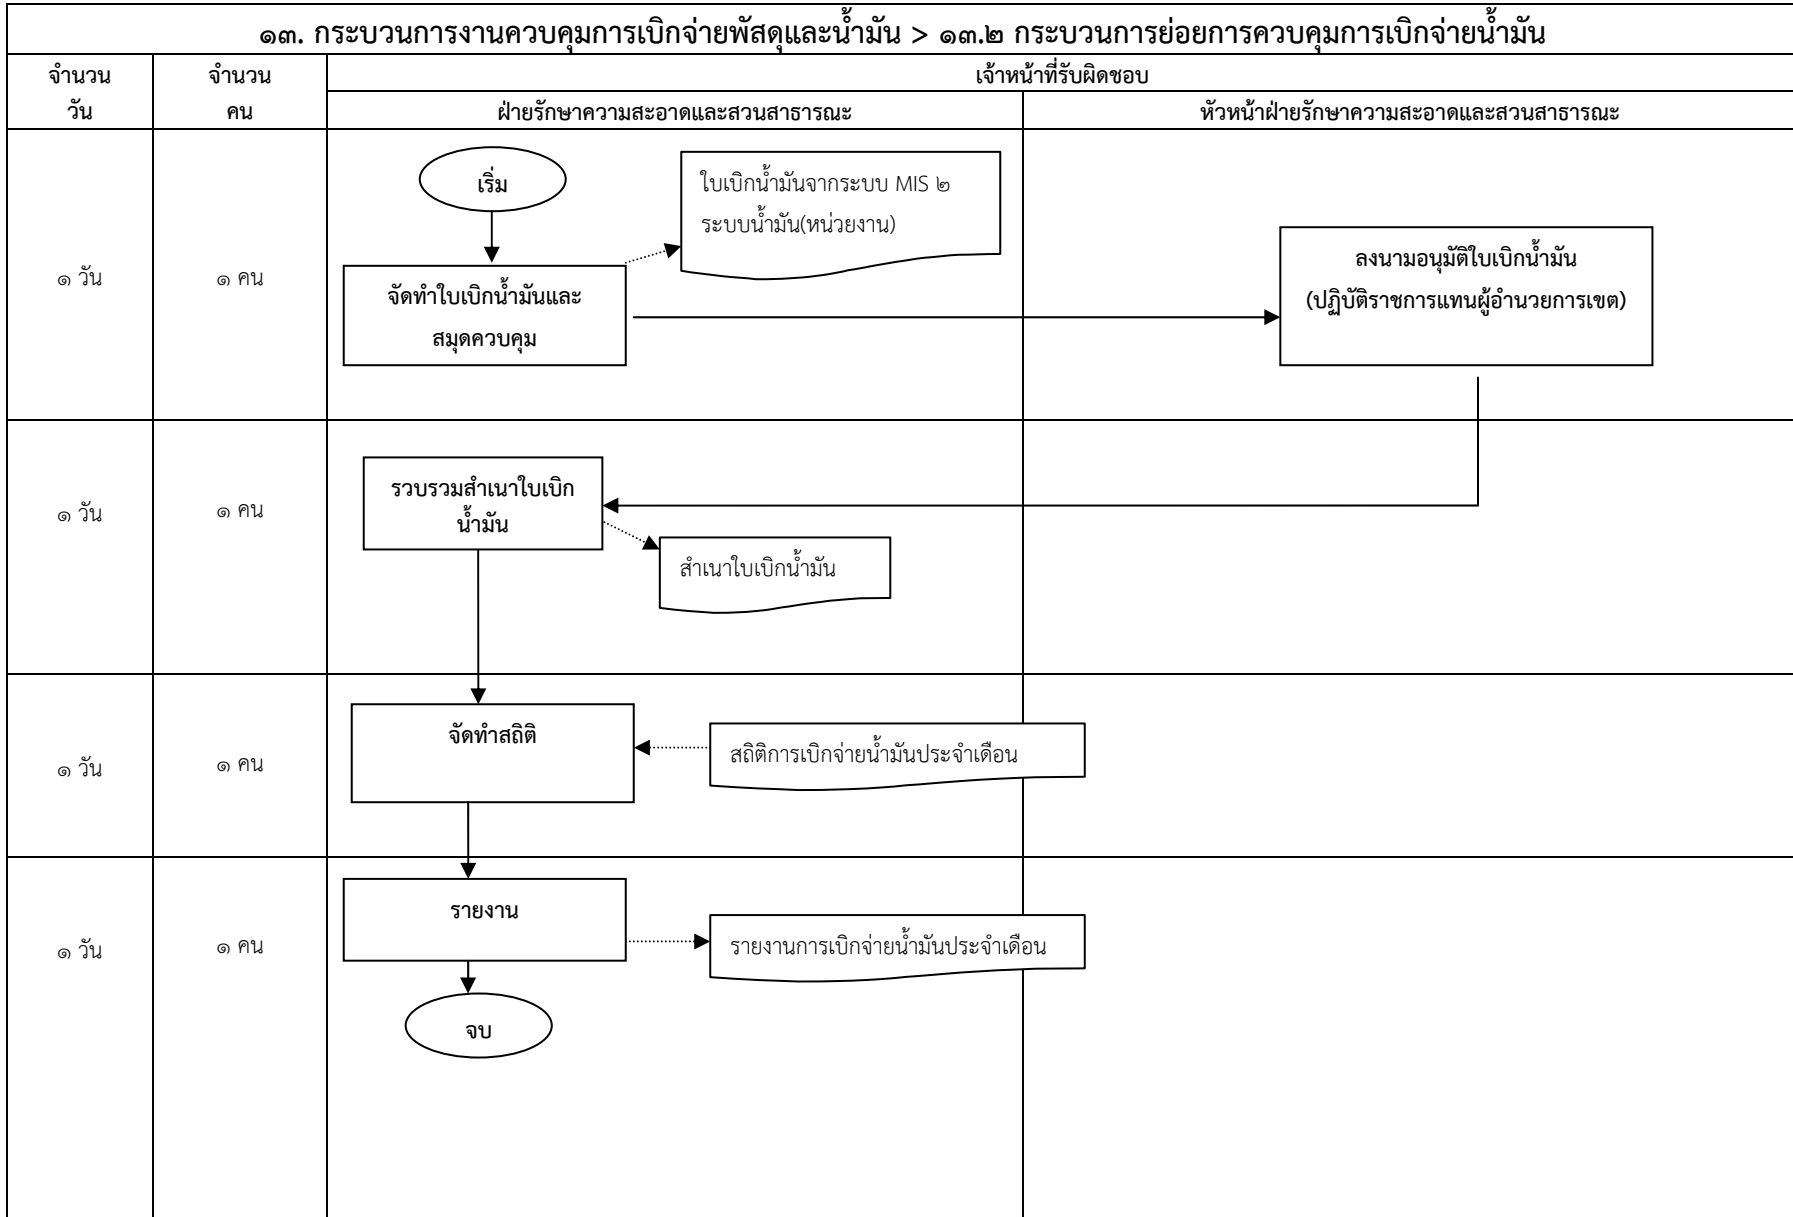 ๑๓. กระบวนการงานควบคุมการเบิกจ่ายพัสดุและน้ำมัน > ๑๓.๒ กระบวนการย่อยการควบคุมการเบิกจ่ายน้ำมัน
จำนวน
วัน
จำนวน
คน
เจ้าหน้าที่รับผิดชอบ
ฝ่ายรักษาความสะอาดและสวนสาธารณะ
หัวหน้าฝ่ายรักษาความสะอาดและสวนสาธารณะ
๑ วัน
๑ คน
เริ่ม
ใบเบิกน้ำมันจากระบบ MIS ๒
ระบบน้ำมัน(หน่วยงาน)
จัดทำใบเบิกน้ำมันและ
สมุดควบคุม
ลงนามอนุมัติใบเบิกน้ำมัน
(ปฏิบัติราชการแทนผู้อำนวยการเขต)
๑ วัน
๑ คน
รวบรวมสำเนาใบเบิก
น้ำมัน
สำเนาใบเบิกน้ำมัน
๑ วัน
๑ คน
จัดทำสถิติ
สถิติการเบิกจ่ายน้ำมันประจำเดือน
๑ วัน
๑ คน
รายงาน
รายงานการเบิกจ่ายน้ำมันประจำเดือน
จบ